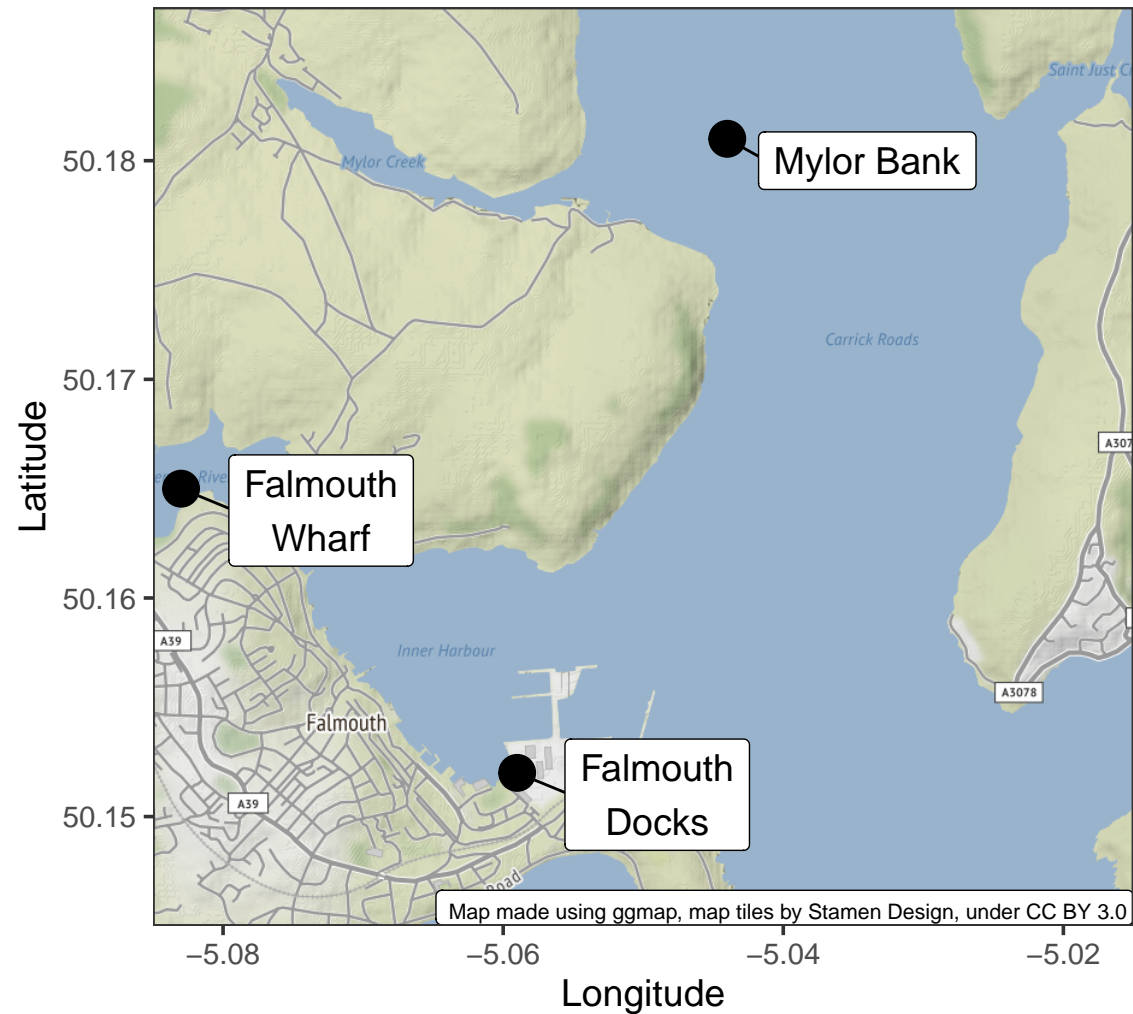 Saint Just
50.18
Mylor Creek
Mylor Bank
Carrick Roads
50.17
Latitude
A307
Falmouth
Wharf
50.16
A39
Inner Harbour
A3078
Falmouth
Falmouth
Docks
A39
50.15
Road
Map made using ggmap, map tiles by Stamen Design, under CC BY 3.0
−5.08
−5.06
−5.04
−5.02
Longitude